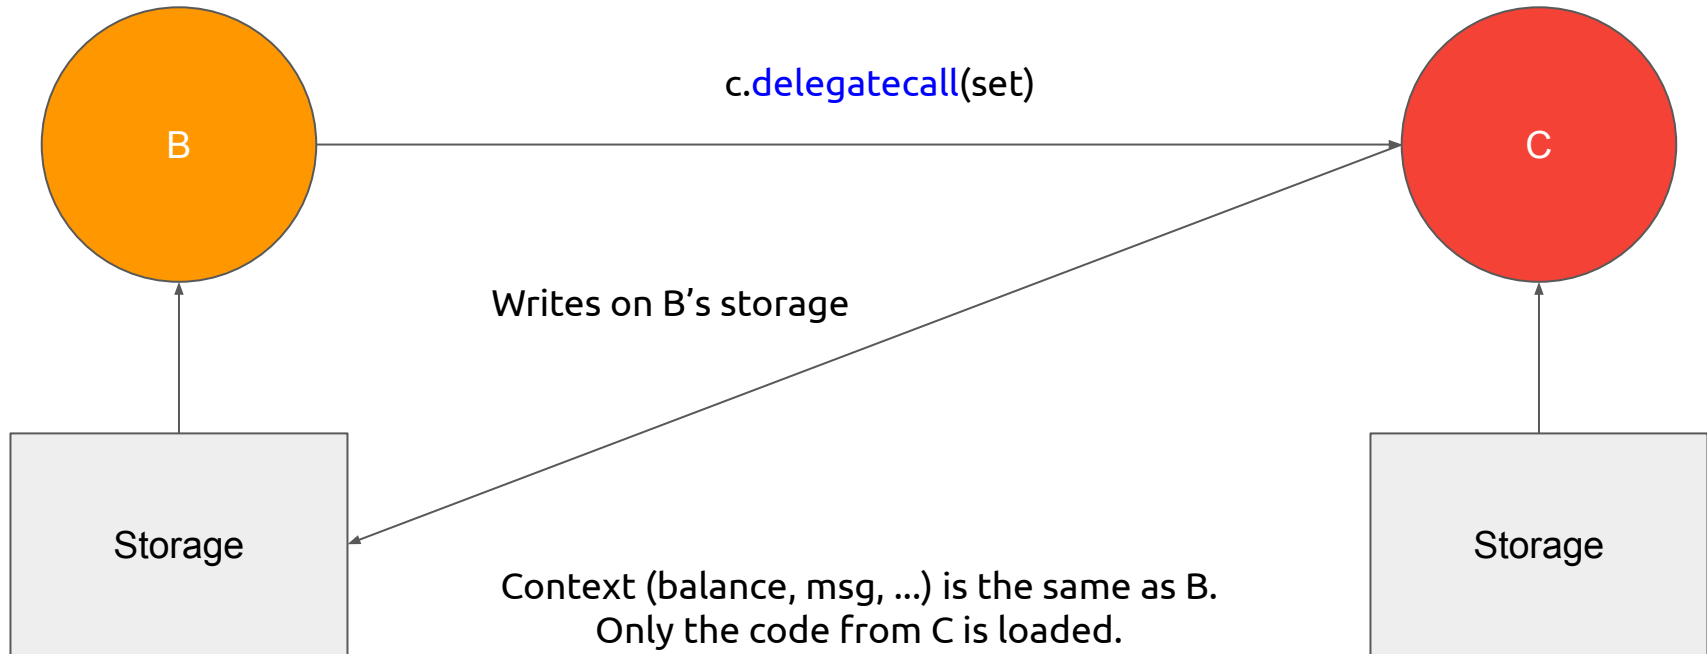 c.delegatecall(set)
B
C
Writes on B’s storage
Storage
Storage
Context (balance, msg, ...) is the same as B.
Only the code from C is loaded.